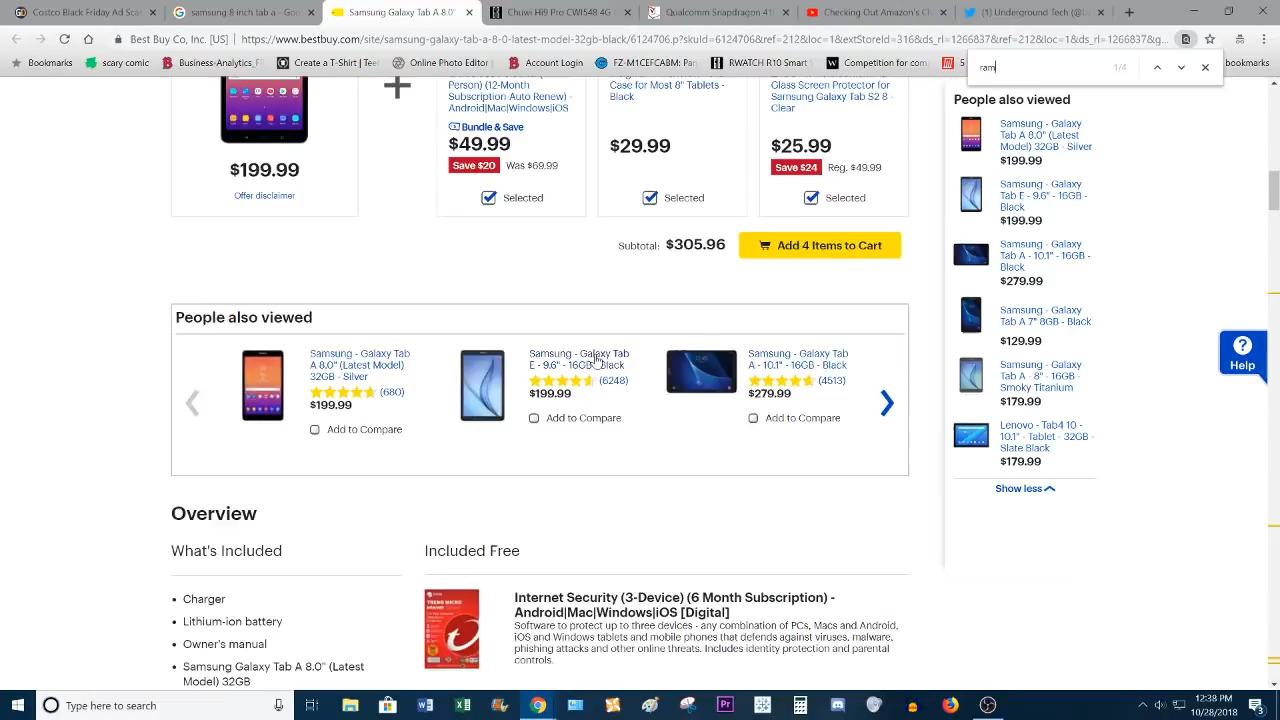 Costco Black Friday Ad Scans
samsung 8 inch tab a - Goo
Samsung Galaxy Tab A 8.0"
Chuwi Hi9 Pro CWI548 4G
Qualcomm Snapdragon
Checking Out Amazon's Ch
(1) Underground Tech (@U
Best Buy Co., Inc. [US] | https://www.bestbuy.com/site/samsung-galaxy-tab-a-8-0-latest-model-32gb-black/6124706.p?skuId=6124706&ref=212&loc=1&extStoreId=316&ds_rl=1266837&ref=212&loc=1&ds_rl=1266837&g...
Bookmarks
scary comic
Business-Analytics_F
Create a T-Shirt | Tee
Online Photo Editor
Account Login
FZ-M1CEFCABM Par
RWATCH R10 Smart
Competition for com
5
ram
1/4
Person) (12-Month
Subscription-Auto Renew) -
Android|Mac|Windows|iOS
Bundle & Save
$49.99
Save $20 Was $69.99
Selected
Case for Most 8" Tablets -
Black
$29.99
Selected
Glass Screen Protector for
Samsung Galaxy Tab S2 8 -
Clear
$25.99
Save $24 Reg. $49.99
Selected
$199.99
Offer disclaimer
Subtotal: $305.96
Add 4 Items to Cart
People also viewed
Samsung - Galaxy Tab
A 8.0" (Latest Model)
32GB - Silver
(680)
$199.99
Add to Compare
Samsung - Galaxy Tab
E - 9.6" - 16GB - Black
(6248)
$199.99
Add to Compare
Samsung - Galaxy Tab
A - 10.1" - 16GB - Black
(4513)
$279.99
Add to Compare
Overview
What's Included
Charger
Lithium-ion battery
Owner's manual
Samsung Galaxy Tab A 8.0" (Latest
Model) 32GB
Included Free
Internet Security (3-Device) (6 Month Subscription) -
Android|Mac|Windows|iOS [Digital]
Software to protect up to three devices - any combination of PCs, Macs and Android,
iOS and Windows tablets and mobile phones that defends against viruses, malware,
phishing attacks and other online threats. Includes identity protection and parental
controls.
People also viewed
Samsung - Galaxy
Tab A 8.0" (Latest
Model) 32GB - Silver
$199.99
Samsung - Galaxy
Tab E - 9.6" - 16GB -
Black
$199.99
Samsung - Galaxy
Tab A - 10.1" - 16GB -
Black
$279.99
Samsung - Galaxy
Tab A 7" 8GB - Black
$129.99
Samsung - Galaxy
Tab A - 8" - 16GB -
Smoky Titanium
$179.99
Lenovo - Tab4 10 -
10.1" - Tablet - 32GB -
Slate Black
$179.99
Show less
Help
Type here to search
12:38 PM
10/28/2018
3